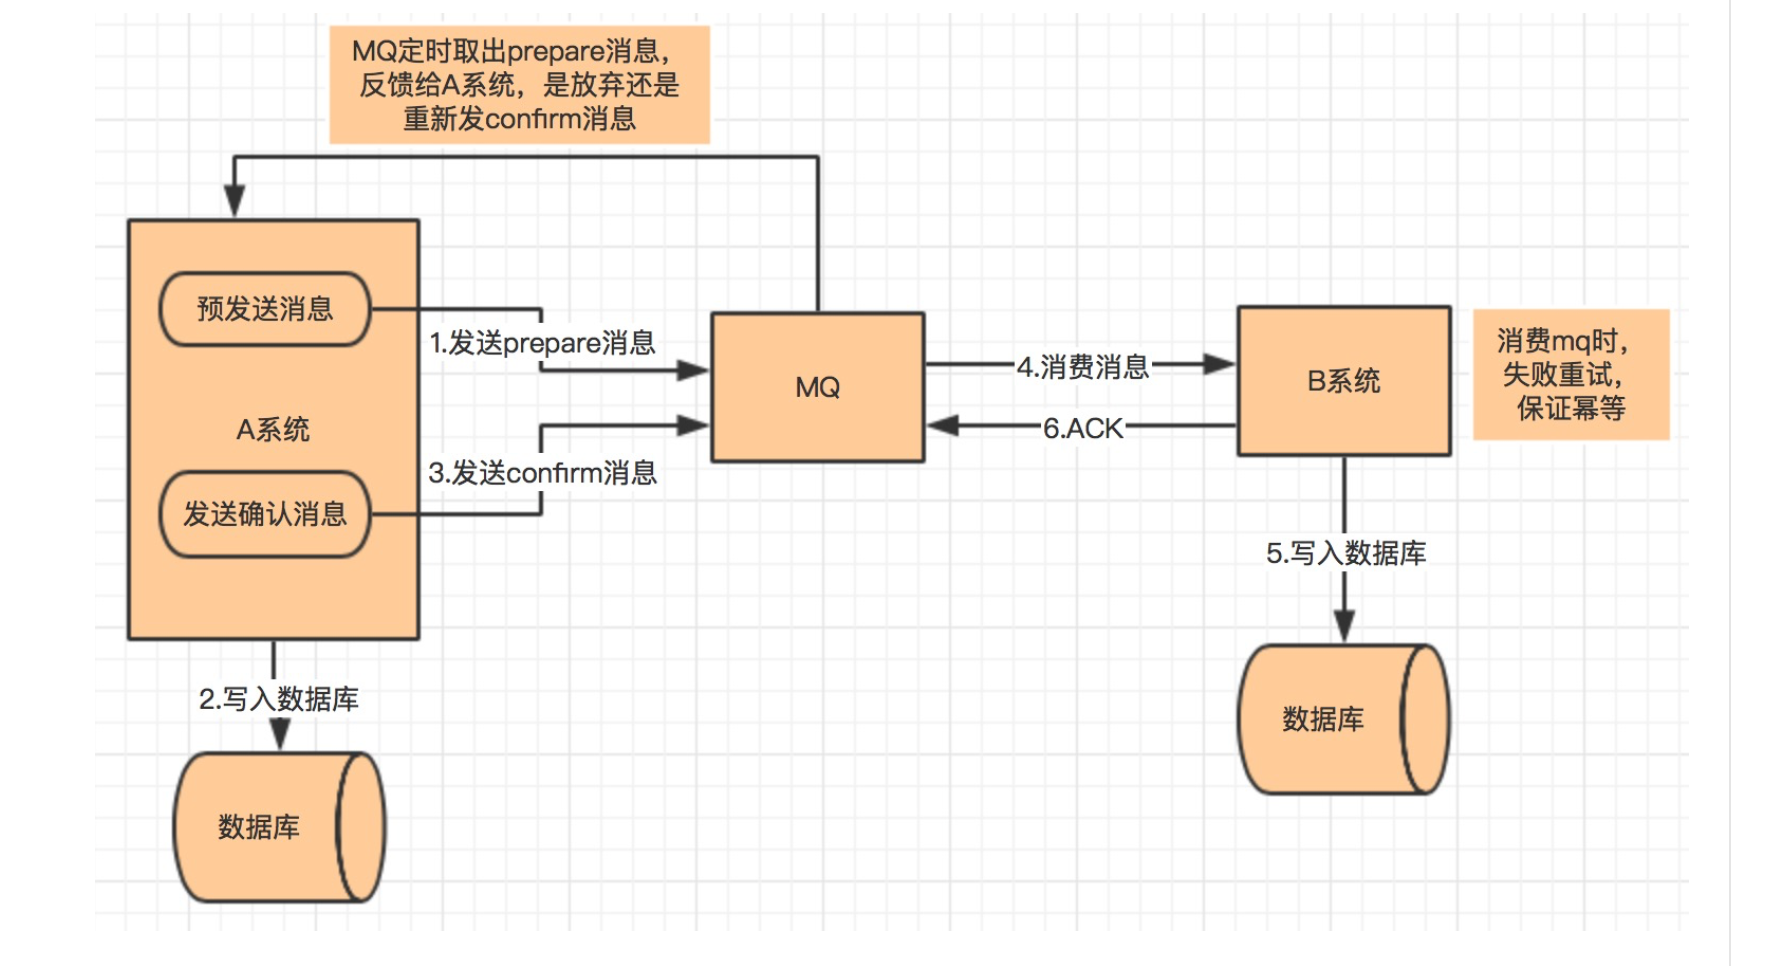 MQ定时取出prepare消息，
反馈给A系统，是放弃还是
重新发confirm消息
预发送消息
1.发送prepare消息
A系统
3.发送confirm消息
发送确认消息
MQ
4.消费消息
6.ACK
B系统
消费mq时，
失败重试，
保证幂等
5.写入数据库
2.写入数据库
数据库
数据库